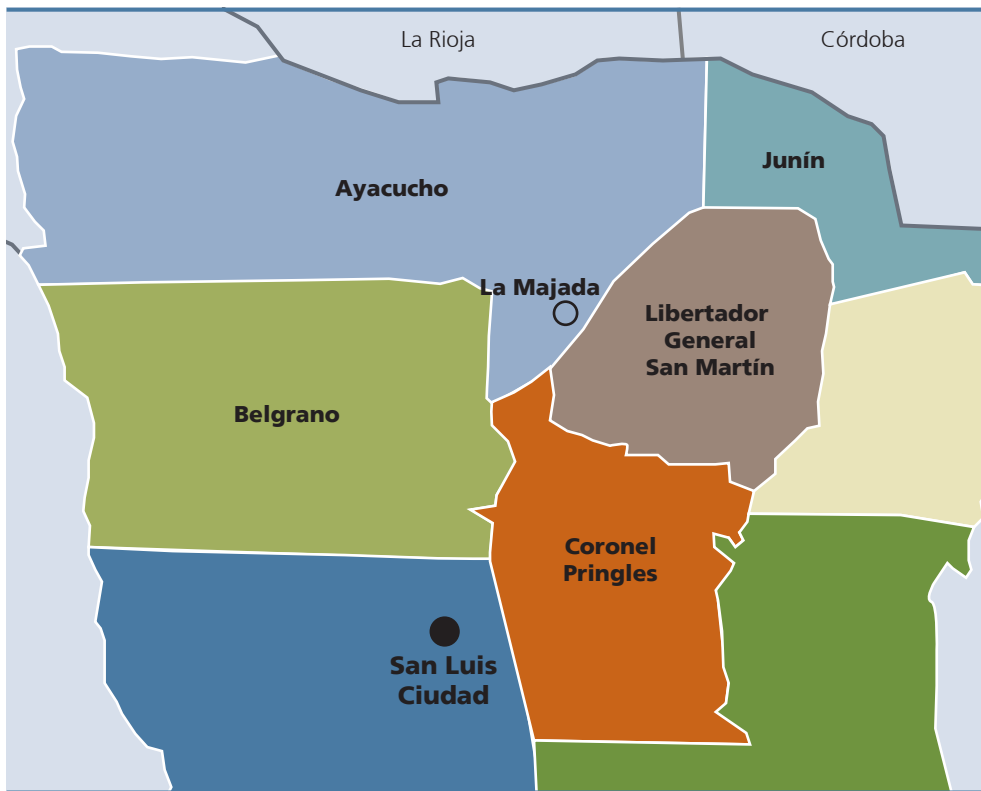 La Rioja
Córdoba
Junín
Ayacucho
La Majada
Libertador
General
San Martín
Belgrano
Coronel
Pringles
San Luis
Ciudad